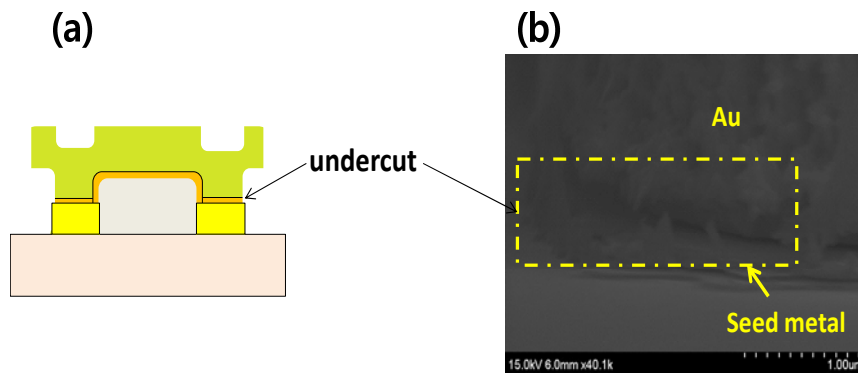 (a)
(b)
Au
undercut
Seed metal
15.0kV 6.0mm x40.1k
1.00um